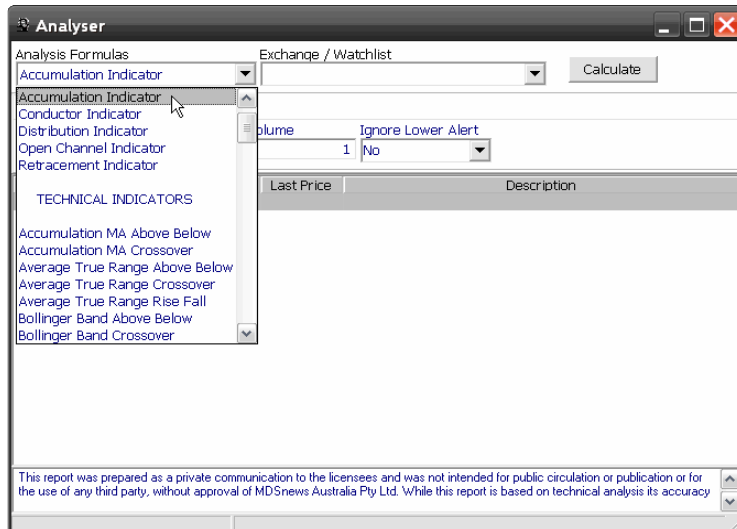 Analyser
Analysis Formulas Exchange / Watchlist
Accumulation Indicator Calculate
Accumulation Indicator
Conductor Indicator
Distribution Indicator olume Ignore Lower Alert
Open Channel Indicator 1 No
Retracement Indicator
Last Price Description
TECHNICAL INDICATORS
Accumulation MA Above Below
Accumulation MA Crossover
Average True Range Above Below
Average True Range Crossover
Average True Range Rise Fall
Bollinger Band Above Below
Bollinger Band Crossover
This report was prepared as a private communication to the licensees and was not intended for public circulation or publication or for
the use of any third party, without approval of MDSnews Australia Pty Ltd. While this report is based on technical analysis its accuracy